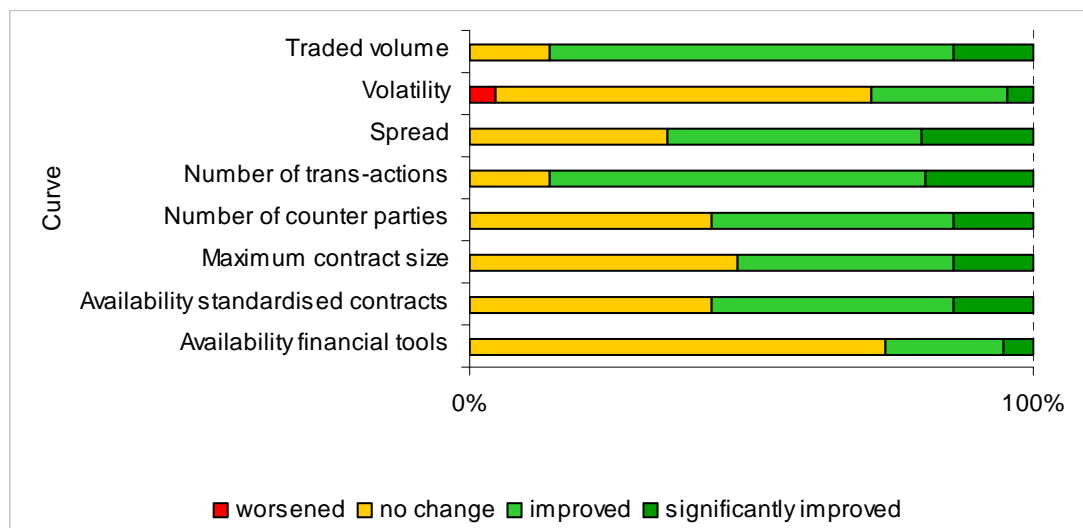 Traded volume
Volatility
Spread
Number of trans-actions
Number of counter parties
Maximum contract size
Availability standardised contracts
Availability financial tools
Curve
0% 100%
worsened no change improved significantly improved